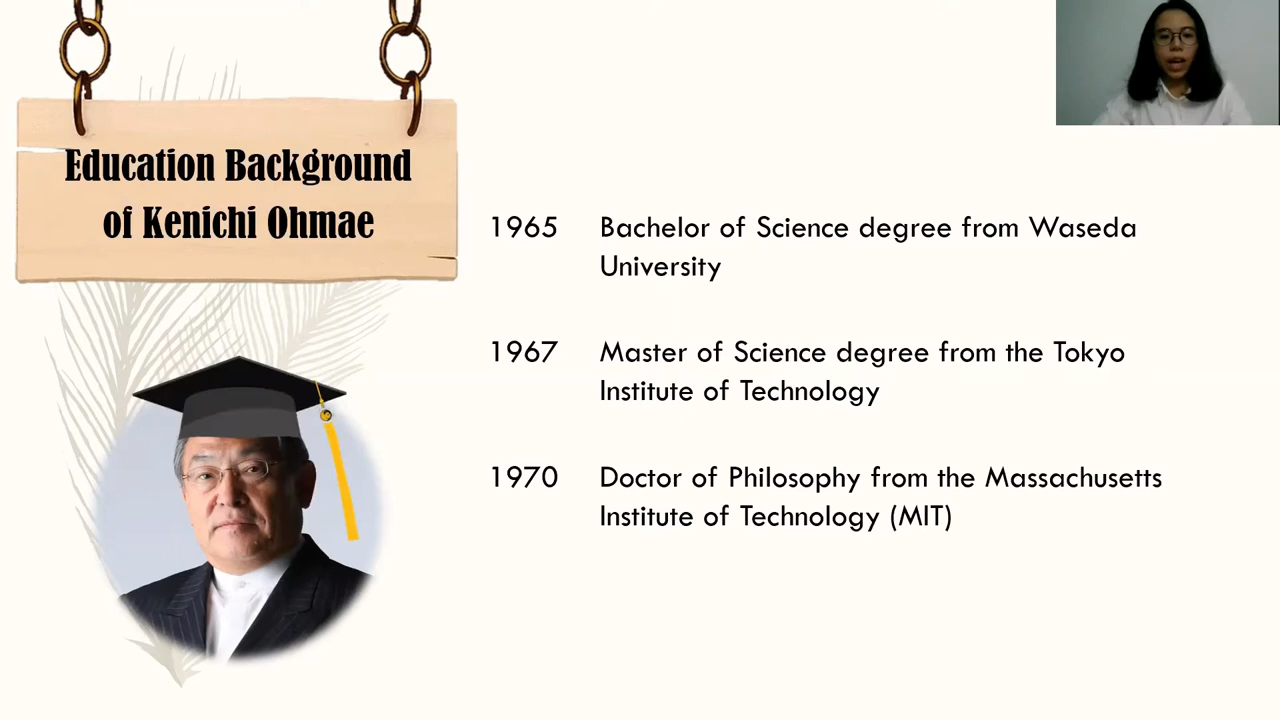 Education Background
of Kenichi Ohmae
1965 Bachelor of Science degree from Waseda
University
1967 Master of Science degree from the Tokyo
Institute of Technology
1970 Doctor of Philosophy from the Massachusetts
Institute of Technology (MIT)